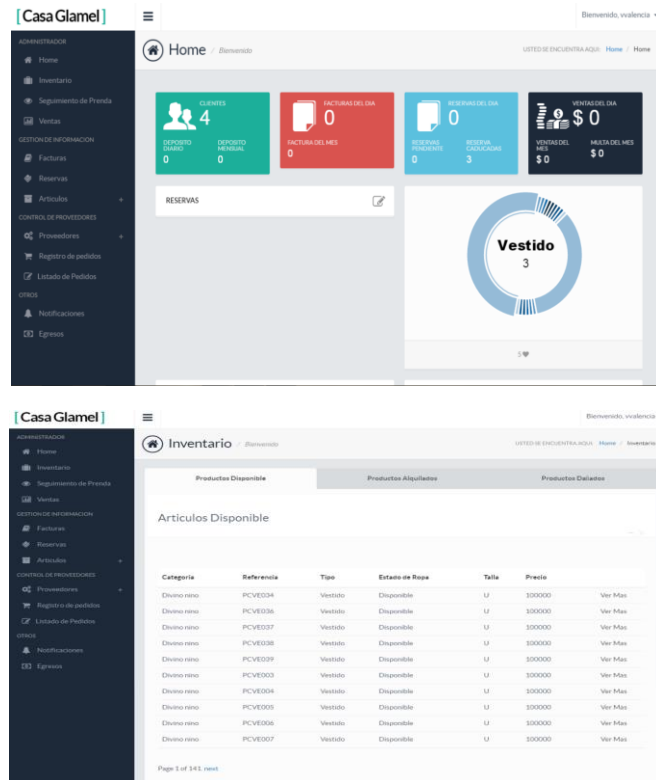 [ Casa Glamel ]
Bienvenido, vvalencia
ADMINISTRADOR
Home
Inventario
Seguimiento de Prenda
Ventas
GESTION DE INFORMACION
Facturas
Reservas
Articulos +
CONTROL DE PROVEEDORES
Proveedores +
Registro de pedidos
Listado de Pedidos
OTROS
Notificaciones
Egresos
Home / Bienvenido
USTED SE ENCUENTRA AQUI: Home / Home
CLIENTES
4
DEPOSITO DIARIO
0
DEPOSITO MENSUAL
0
FACTURAS DEL DIA
0
FACTURA DEL MES
0
RESERVAS DEL DIA
0
RESERVAS PENDIENTE
0
RESERVA CADUCADAS
3
VENTAS DEL DIA
$ 0
VENTAS DEL MES
$ 0
MULTA DEL MES
$ 0
RESERVAS
Vestido
3
5
[ Casa Glamel ]
Bienvenido, vvalencia
ADMINISTRADOR
Home
Inventario
Seguimiento de Prenda
Ventas
GESTION DE INFORMACION
Facturas
Reservas
Articulos +
CONTROL DE PROVEEDORES
Proveedores +
Registro de pedidos
Listado de Pedidos
OTROS
Notificaciones
Egresos
Inventario / Bienvenido
USTED SE ENCUENTRA AQUI: Home / Inventario
Productos Disponible Productos Alquilados Productos Dañados
Articulos Disponible
Categoria Referencia Tipo Estado de Ropa Talla Precio
Divino nino PCVE034 Vestido Disponible U 100000 Ver Mas
Divino nino PCVE036 Vestido Disponible U 100000 Ver Mas
Divino nino PCVE037 Vestido Disponible U 100000 Ver Mas
Divino nino PCVE038 Vestido Disponible U 100000 Ver Mas
Divino nino PCVE039 Vestido Disponible U 100000 Ver Mas
Divino nino PCVE003 Vestido Disponible U 100000 Ver Mas
Divino nino PCVE004 Vestido Disponible U 100000 Ver Mas
Divino nino PCVE005 Vestido Disponible U 100000 Ver Mas
Divino nino PCVE006 Vestido Disponible U 100000 Ver Mas
Divino nino PCVE007 Vestido Disponible U 100000 Ver Mas
Page 1 of 141. next